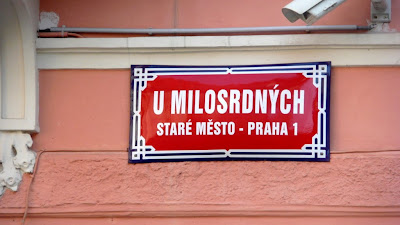 U MILOSRDNÝCH
STARÉ MĚSTO - PRAHA 1